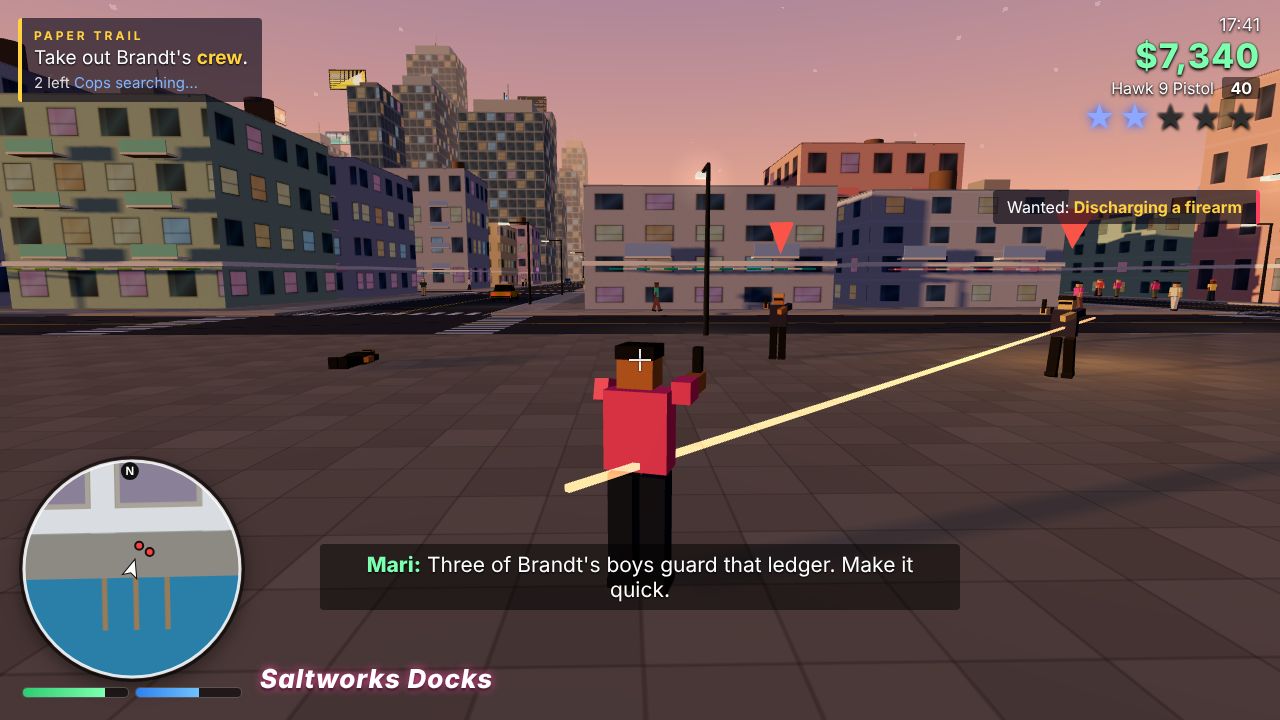 PAPER TRAIL
Take out Brandt's crew.
2 left Cops searching...
17:41
$7,340
Hawk 9 Pistol 40
Wanted: Discharging a firearm
N
Mari: Three of Brandt's boys guard that ledger. Make it
quick.
Saltworks Docks